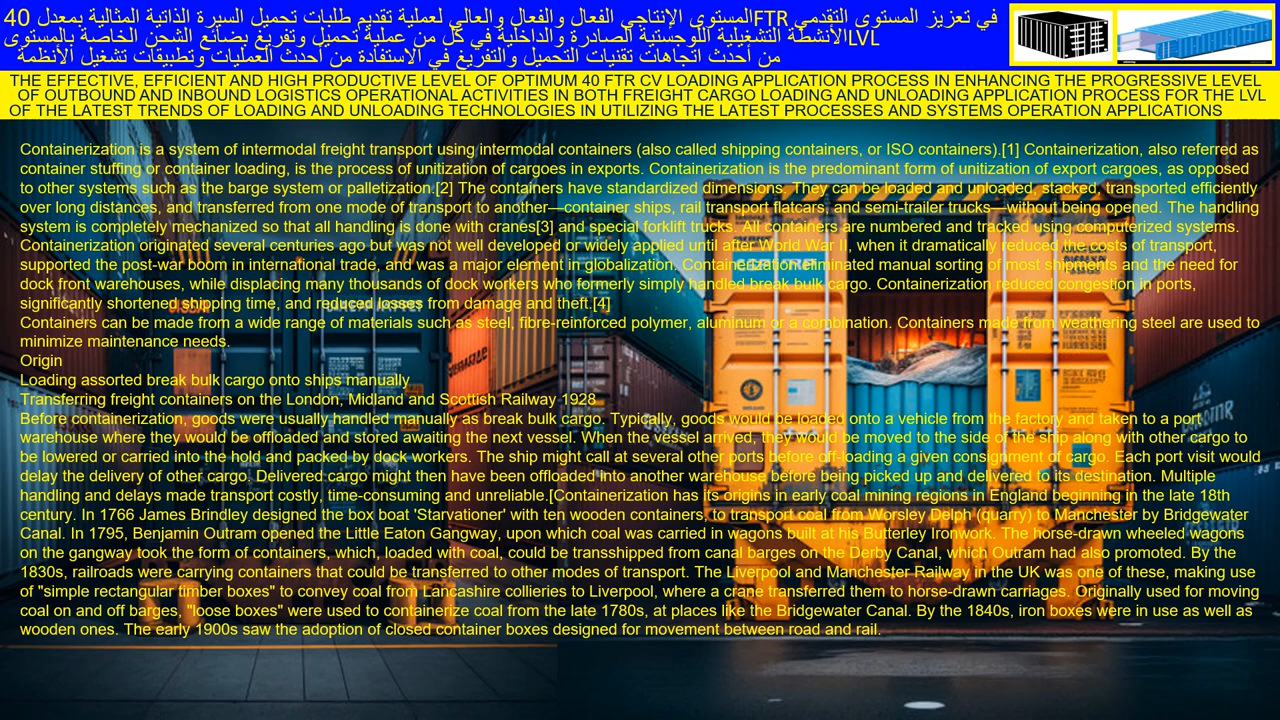 في تعزيز المستوى التقدمي FTRالمستوى الإنتاجي الفعال والفعال والعالي لعملية تقديم طلبات تحميل السيرة الذاتية المثالية بمعدل 40
LVLالأنشطة التشغيلية اللوجستية الصادرة والداخلية في كل من عملية تحميل وتفريغ بضائع الشحن الخاصة بالمستوى
من أحدث اتجاهات تقنيات التحميل والتفريغ في الاستفادة من أحدث العمليات وتطبيقات تشغيل الأنظمة
THE EFFECTIVE, EFFICIENT AND HIGH PRODUCTIVE LEVEL OF OPTIMUM 40 FTR CV LOADING APPLICATION PROCESS IN ENHANCING THE PROGRESSIVE LEVEL
OF OUTBOUND AND INBOUND LOGISTICS OPERATIONAL ACTIVITIES IN BOTH FREIGHT CARGO LOADING AND UNLOADING APPLICATION PROCESS FOR THE LVL
OF THE LATEST TRENDS OF LOADING AND UNLOADING TECHNOLOGIES IN UTILIZING THE LATEST PROCESSES AND SYSTEMS OPERATION APPLICATIONS
Containerization is a system of intermodal freight transport using intermodal containers (also called shipping containers, or ISO containers).[1] Containerization, also referred as
container stuffing or container loading, is the process of unitization of cargoes in exports. Containerization is the predominant form of unitization of export cargoes, as opposed
to other systems such as the barge system or palletization.[2] The containers have standardized dimensions. They can be loaded and unloaded, stacked, transported efficiently
over long distances, and transferred from one mode of transport to another—container ships, rail transport flatcars, and semi-trailer trucks—without being opened. The handling
system is completely mechanized so that all handling is done with cranes[3] and special forklift trucks. All containers are numbered and tracked using computerized systems.
Containerization originated several centuries ago but was not well developed or widely applied until after World War II, when it dramatically reduced the costs of transport,
supported the post-war boom in international trade, and was a major element in globalization. Containerization eliminated manual sorting of most shipments and the need for
dock front warehouses, while displacing many thousands of dock workers who formerly simply handled break bulk cargo. Containerization reduced congestion in ports,
significantly shortened shipping time, and reduced losses from damage and theft.[4]
Containers can be made from a wide range of materials such as steel, fibre-reinforced polymer, aluminum or a combination. Containers made from weathering steel are used to
minimize maintenance needs.
Origin
Loading assorted break bulk cargo onto ships manually
Transferring freight containers on the London, Midland and Scottish Railway 1928
Before containerization, goods were usually handled manually as break bulk cargo. Typically, goods would be loaded onto a vehicle from the factory and taken to a port
warehouse where they would be offloaded and stored awaiting the next vessel. When the vessel arrived, they would be moved to the side of the ship along with other cargo to
be lowered or carried into the hold and packed by dock workers. The ship might call at several other ports before off-loading a given consignment of cargo. Each port visit would
delay the delivery of other cargo. Delivered cargo might then have been offloaded into another warehouse before being picked up and delivered to its destination. Multiple
handling and delays made transport costly, time-consuming and unreliable.[Containerization has its origins in early coal mining regions in England beginning in the late 18th
century. In 1766 James Brindley designed the box boat 'Starvationer' with ten wooden containers, to transport coal from Worsley Delph (quarry) to Manchester by Bridgewater
Canal. In 1795, Benjamin Outram opened the Little Eaton Gangway, upon which coal was carried in wagons built at his Butterley Ironwork. The horse-drawn wheeled wagons
on the gangway took the form of containers, which, loaded with coal, could be transshipped from canal barges on the Derby Canal, which Outram had also promoted. By the
1830s, railroads were carrying containers that could be transferred to other modes of transport. The Liverpool and Manchester Railway in the UK was one of these, making use
of "simple rectangular timber boxes" to convey coal from Lancashire collieries to Liverpool, where a crane transferred them to horse-drawn carriages. Originally used for moving
coal on and off barges, "loose boxes" were used to containerize coal from the late 1780s, at places like the Bridgewater Canal. By the 1840s, iron boxes were in use as well as
wooden ones. The early 1900s saw the adoption of closed container boxes designed for movement between road and rail.